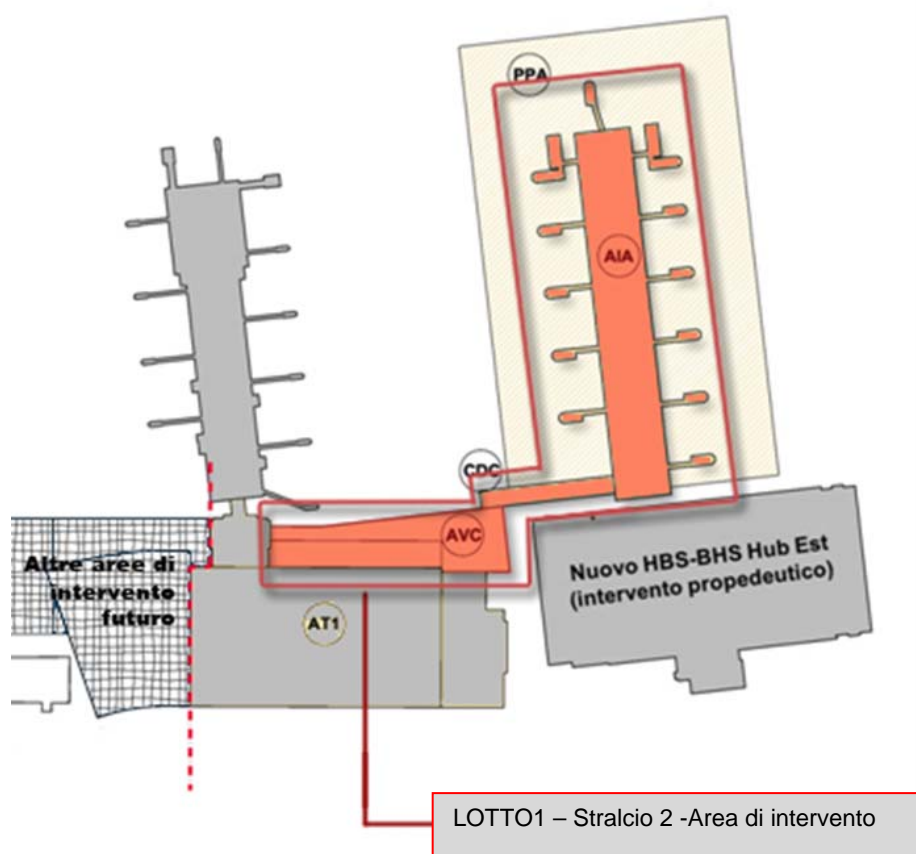 PPA
AIA
CDC
AVC
Nuovo HBS-BHS Hub Est
(intervento propedeutico)
Altre aree di
intervento
futuro
AT1
LOTTO1 – Stralcio 2 -Area di intervento